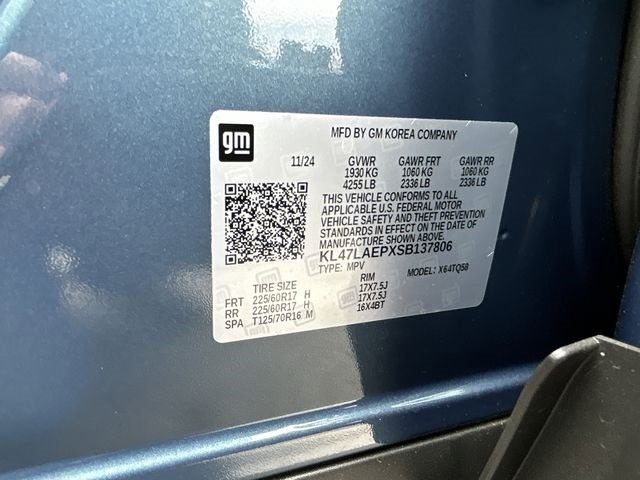 gm
MFD BY GM KOREA COMPANY
11/24 GVWR GAWR FRT GAWR RR
1930 KG 1060 KG 1060 KG
4255 LB 2336 LB 2336 LB
THIS VEHICLE CONFORMS TO ALL
APPLICABLE U.S. FEDERAL MOTOR
VEHICLE SAFETY AND THEFT PREVENTION
STANDARDS IN EFFECT ON THE DATE OF
MANUFACTURE SHOWN ABOVE.
KL47LAEPXSB137806
TYPE: MPV MODEL: X64TQ58
TIRE SIZE RIM
FRT 225/60R17 H 17X7.5J
RR 225/60R17 H 17X7.5J
SPA T125/70R16 M 16X4BT